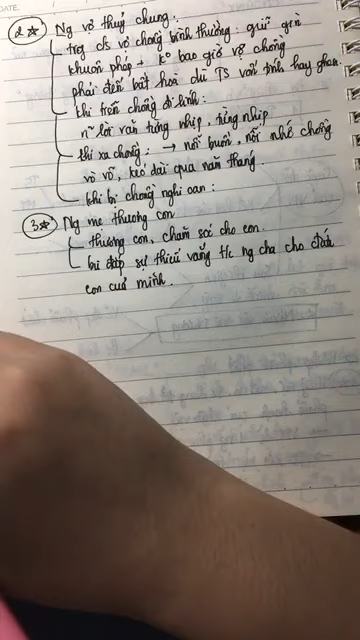 DATE
2☆ Ng vợ thuỷ chung:
trg cs vợ chồng bình thường: giữ gìn
khuôn phép + k° bao giờ vợ chồng
phải đến bất hoà dù TS vốn tính hay ghen
khi tiễn chồng đi lính:
n~ lời văn từng nhịp, từng nhịp
khi xa chồng: → nỗi buồn, nỗi nhớ chồng
vò võ, kéo dài qua năm tháng.
khi bị chồng nghi oan:
3☆ Ng mẹ thương con
thương con, chăm sóc cho con.
bù đắp sự thiếu vắng tc ng cha cho đứa
con của mình.